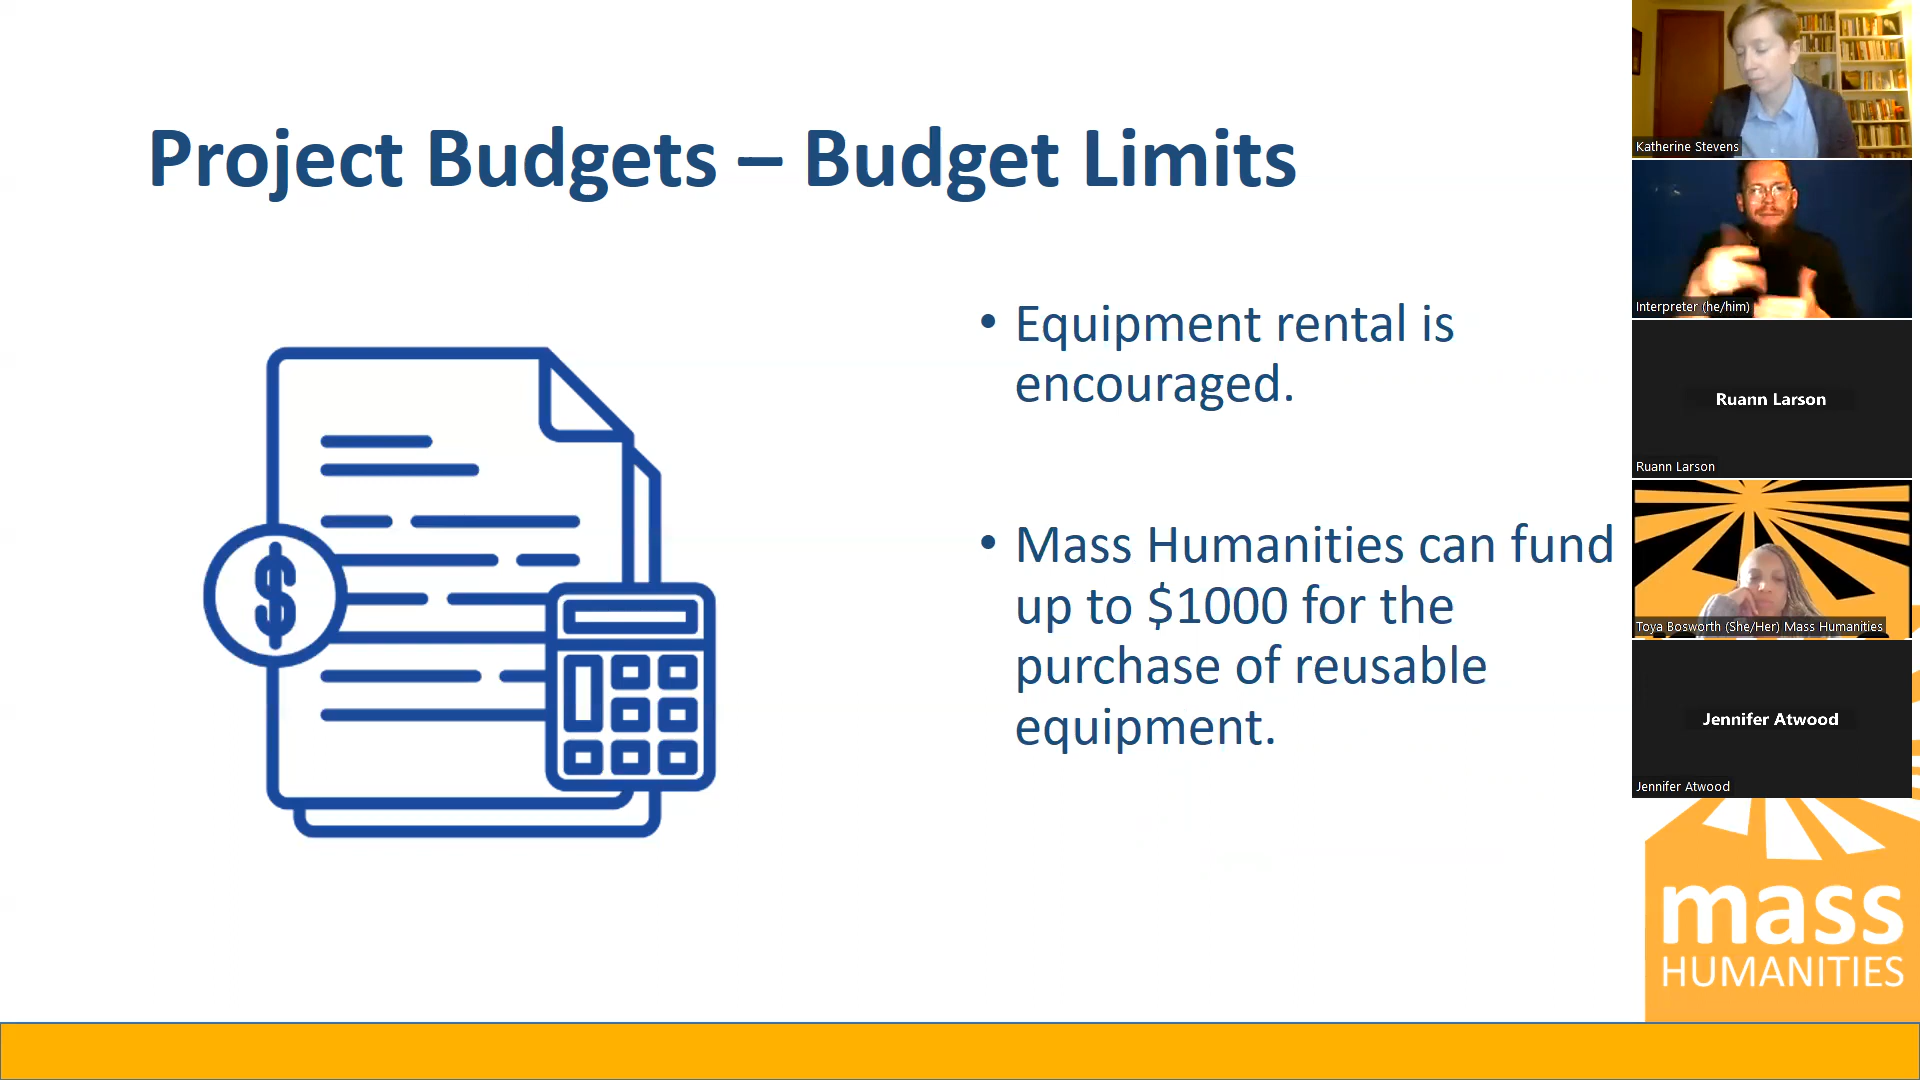 Project Budgets – Budget Limits
• Equipment rental is
encouraged.
• Mass Humanities can fund
up to $1000 for the
purchase of reusable
equipment.
$
Katherine Stevens
Interpreter (he/him)
Ruann Larson
Ruann Larson
Toya Bosworth (She/Her) Mass Humanities
Jennifer Atwood
Jennifer Atwood
mass
HUMANITIES